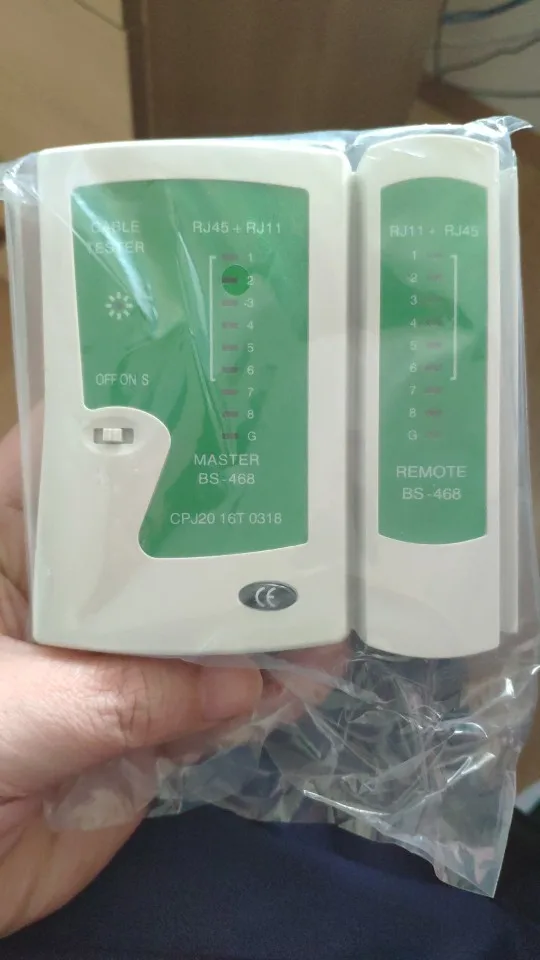 CABLE
TESTER
RJ45 + RJ11
1
2
3
4
5
6
7
8
G
OFF ON S
MASTER
BS-468
CPJ20 16T 0318
CE
RJ11 + RJ45
1
2
3
4
5
6
7
8
G
REMOTE
BS-468